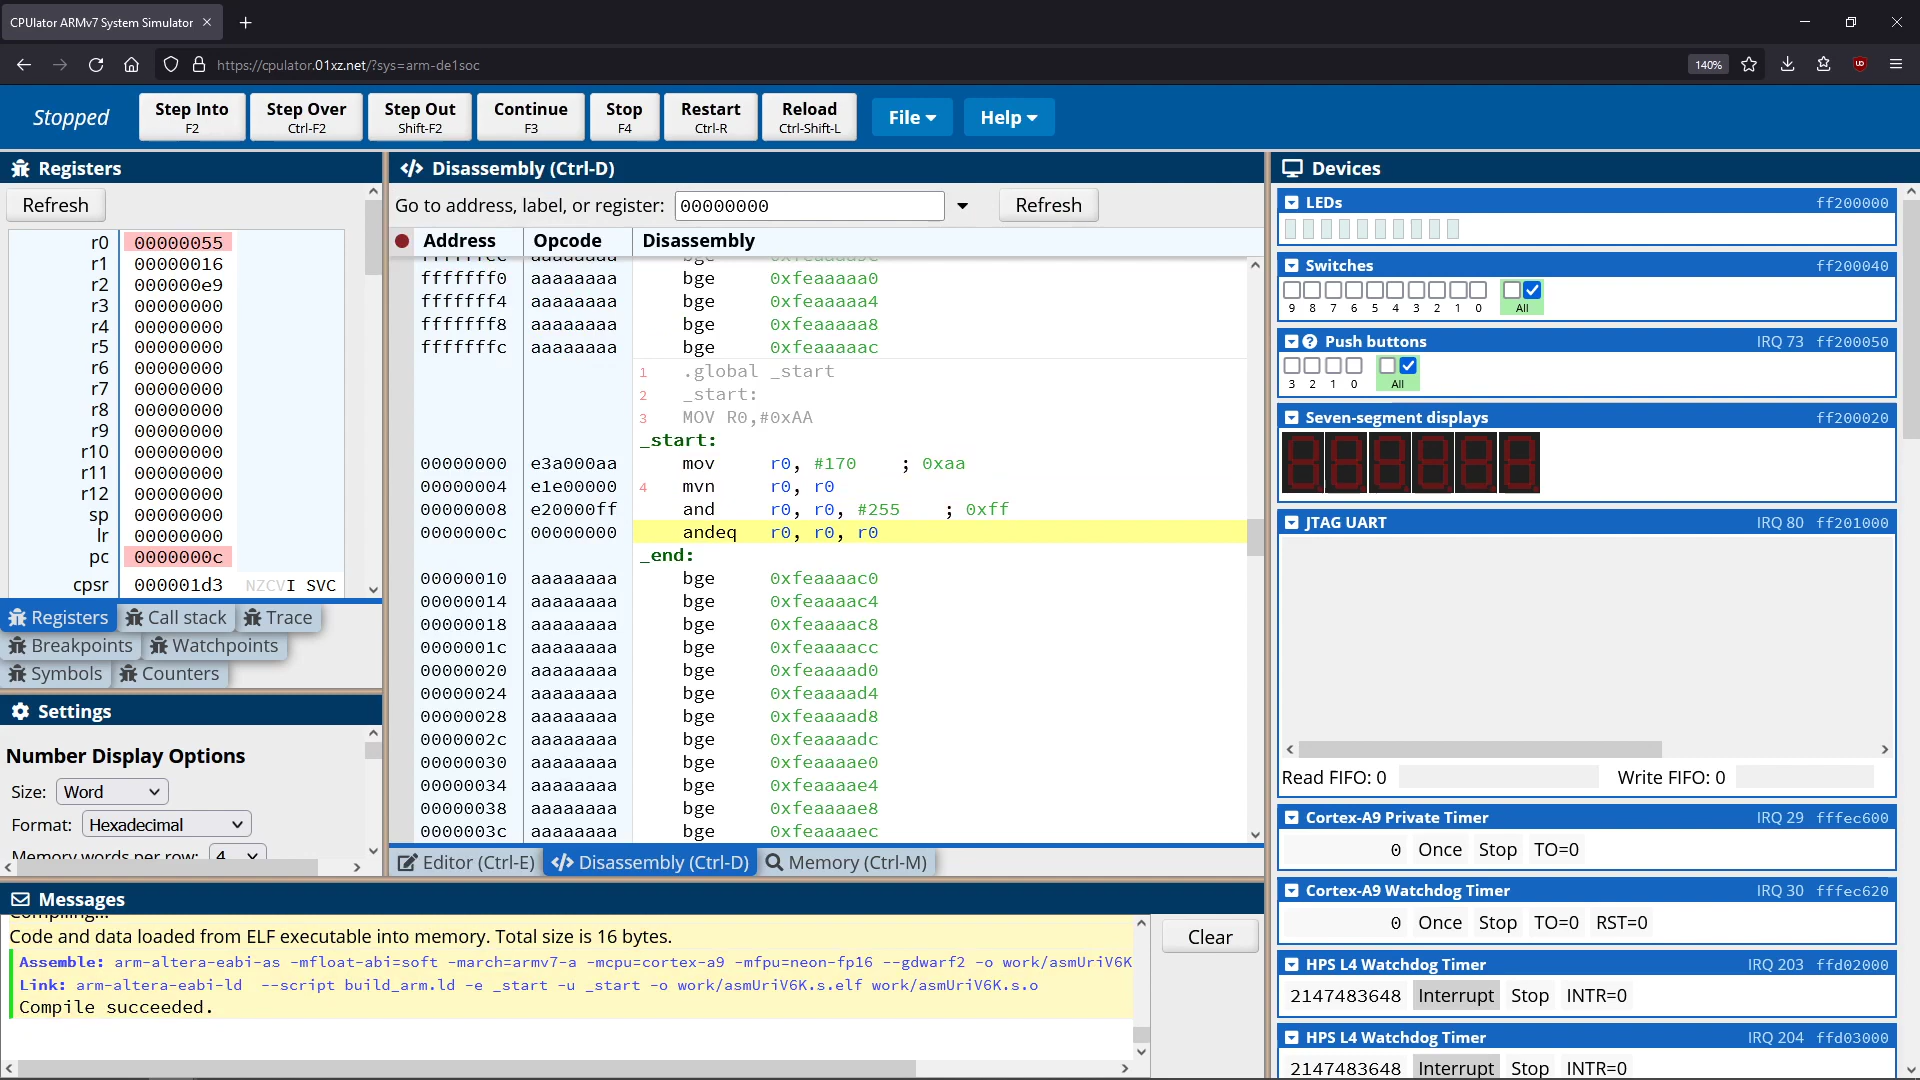 CPUlator ARMv7 System Simulator
https://cpulator.01xz.net/?sys=arm-de1soc
140%
Stopped
Step Into
F2
Step Over
Ctrl-F2
Step Out
Shift-F2
Continue
F3
Stop
F4
Restart
Ctrl-R
Reload
Ctrl-Shift-L
File
Help
Registers
Refresh
r0 00000055
r1 00000016
r2 000000e9
r3 00000000
r4 00000000
r5 00000000
r6 00000000
r7 00000000
r8 00000000
r9 00000000
r10 00000000
r11 00000000
r12 00000000
sp 00000000
lr 00000000
pc 0000000c
cpsr 000001d3 NZCVI SVC
Registers Call stack Trace
Breakpoints Watchpoints
Symbols Counters
Settings
Number Display Options
Size: Word
Format: Hexadecimal
Memory words per row: 4
Disassembly (Ctrl-D)
Go to address, label, or register: 00000000 Refresh
Address Opcode Disassembly
fffffff0 aaaaaaaa bge 0xfeaaaaa0
fffffff4 aaaaaaaa bge 0xfeaaaaa4
fffffff8 aaaaaaaa bge 0xfeaaaaa8
fffffffc aaaaaaaa bge 0xfeaaaaac
1 .global _start
2 _start:
3 MOV R0,#0xAA
_start:
00000000 e3a000aa mov r0, #170 ; 0xaa
00000004 e1e00000 4 mvn r0, r0
00000008 e20000ff and r0, r0, #255 ; 0xff
0000000c 00000000 andeq r0, r0, r0
_end:
00000010 aaaaaaaa bge 0xfeaaaac0
00000014 aaaaaaaa bge 0xfeaaaac4
00000018 aaaaaaaa bge 0xfeaaaac8
0000001c aaaaaaaa bge 0xfeaaaacc
00000020 aaaaaaaa bge 0xfeaaaad0
00000024 aaaaaaaa bge 0xfeaaaad4
00000028 aaaaaaaa bge 0xfeaaaad8
0000002c aaaaaaaa bge 0xfeaaaadc
00000030 aaaaaaaa bge 0xfeaaaae0
00000034 aaaaaaaa bge 0xfeaaaae4
00000038 aaaaaaaa bge 0xfeaaaae8
0000003c aaaaaaaa bge 0xfeaaaaec
Editor (Ctrl-E) Disassembly (Ctrl-D) Memory (Ctrl-M)
Messages
Compiling...
Code and data loaded from ELF executable into memory. Total size is 16 bytes.
Assemble: arm-altera-eabi-as -mfloat-abi=soft -march=armv7-a -mcpu=cortex-a9 -mfpu=neon-fp16 --gdwarf2 -o work/asmUriV6K
Link: arm-altera-eabi-ld --script build_arm.ld -e _start -u _start -o work/asmUriV6K.s.elf work/asmUriV6K.s.o
Compile succeeded.
Clear
Devices
LEDs ff200000
Switches ff200040
9 8 7 6 5 4 3 2 1 0 All
Push buttons IRQ 73 ff200050
3 2 1 0 All
Seven-segment displays ff200020
JTAG UART IRQ 80 ff201000
Read FIFO: 0 Write FIFO: 0
Cortex-A9 Private Timer IRQ 29 fffec600
0 Once Stop TO=0
Cortex-A9 Watchdog Timer IRQ 30 fffec620
0 Once Stop TO=0 RST=0
HPS L4 Watchdog Timer IRQ 203 ffd02000
2147483648 Interrupt Stop INTR=0
HPS L4 Watchdog Timer IRQ 204 ffd03000
2147483648 Interrupt Stop INTR=0